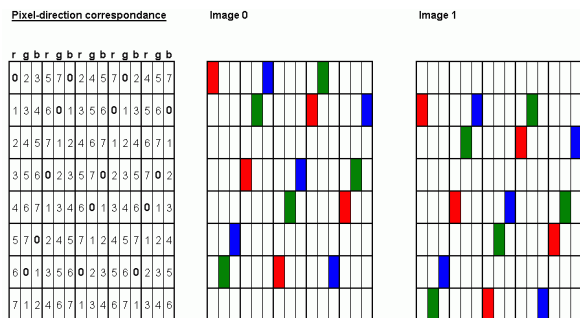 Pixel-direction correspondance Image 0 Image 1
r g b r g b r g b r g b r g b
0 2 3 5 7 0 2 4 5 7 0 2 4 5 7
1 3 4 6 0 1 3 5 6 0 1 3 5 6 0
2 4 5 7 1 2 4 6 7 1 2 4 6 7 1
3 5 6 0 2 3 5 7 0 2 3 5 7 0 2
4 6 7 1 3 4 6 0 1 3 4 6 0 1 3
5 7 0 2 4 5 7 1 2 4 5 7 1 2 4
6 0 1 3 5 6 0 2 3 5 6 0 2 3 5
7 1 2 4 6 7 1 3 4 6 7 1 3 4 6